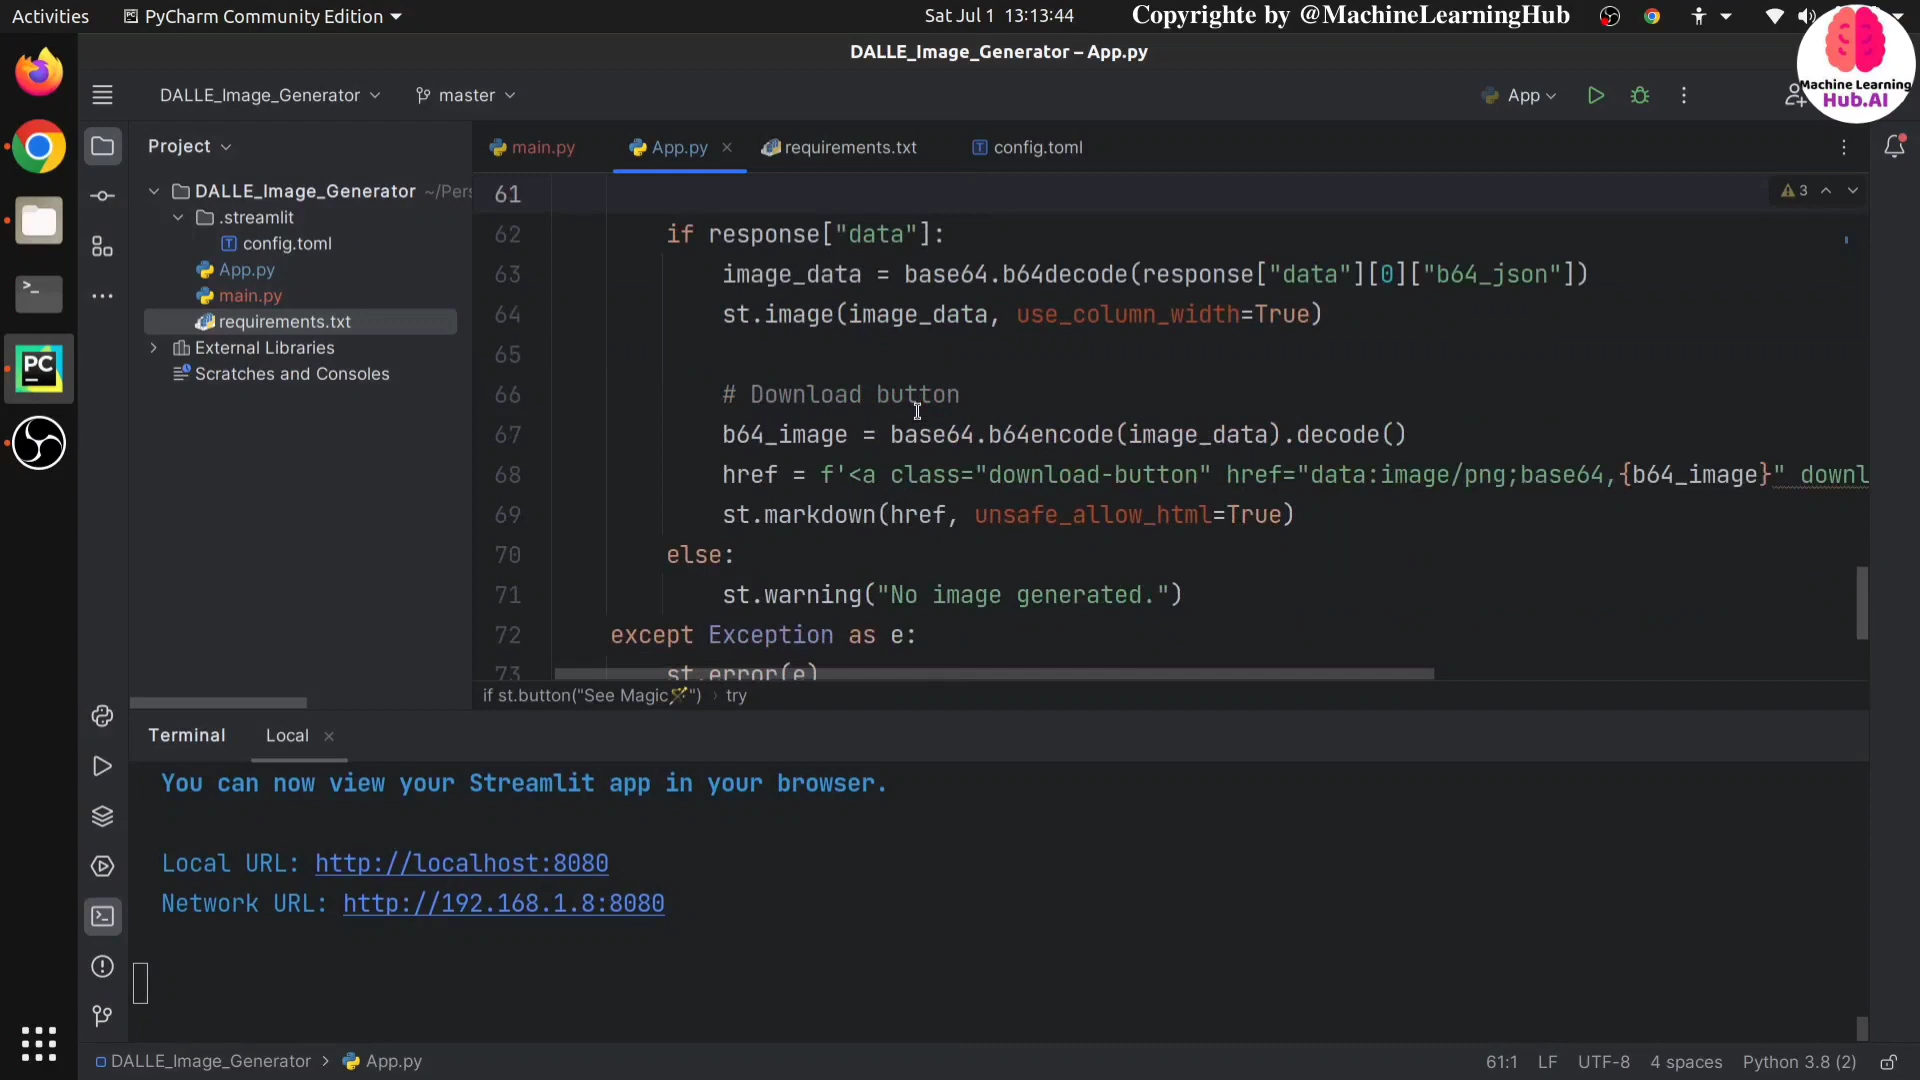 Activities
PyCharm Community Edition
Sat Jul 1 13:13:44
Copyrighte by @MachineLearningHub
DALLE_Image_Generator – App.py
Machine Learning
Hub.AI
DALLE_Image_Generator
master
App
Project
main.py
App.py
requirements.txt
config.toml
DALLE_Image_Generator ~/Pers
.streamlit
config.toml
App.py
main.py
requirements.txt
External Libraries
Scratches and Consoles
3
61
62 if response["data"]:
63 image_data = base64.b64decode(response["data"][0]["b64_json"])
64 st.image(image_data, use_column_width=True)
65
66 # Download button
67 b64_image = base64.b64encode(image_data).decode()
68 href = f'<a class="download-button" href="data:image/png;base64,{b64_image}" downl
69 st.markdown(href, unsafe_allow_html=True)
70 else:
71 st.warning("No image generated.")
72 except Exception as e:
73 st.error(e)
if st.button("See Magic🪄") › try
Terminal
Local
You can now view your Streamlit app in your browser.
Local URL: http://localhost:8080
Network URL: http://192.168.1.8:8080
DALLE_Image_Generator › App.py
61:1 LF UTF-8 4 spaces Python 3.8 (2)